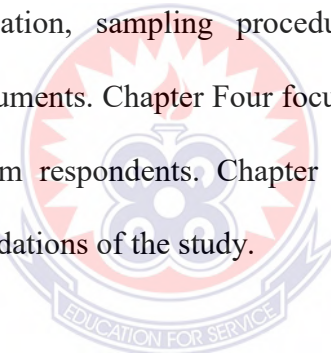 ation, sampling procedu
uments. Chapter Four focu
m respondents. Chapter
dations of the study.
EDUCATION FOR SERVICE